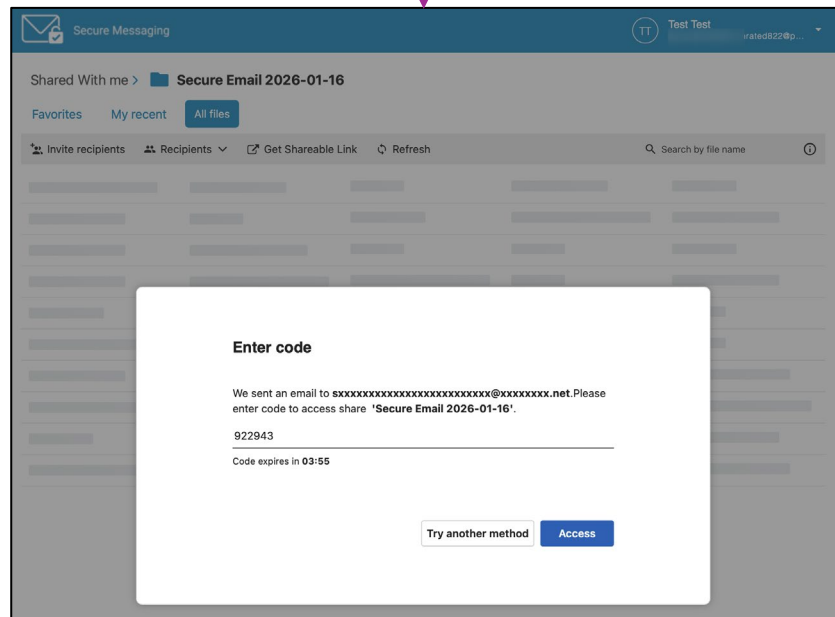 Secure Messaging
TT
Test Test
rated822@p...
Shared With me > Secure Email 2026-01-16
Favorites My recent All files
Invite recipients Recipients Get Shareable Link Refresh Search by file name
Enter code
We sent an email to sxxxxxxxxxxxxxxxxxxxxxxxxxx@xxxxxxxx.net.Please
enter code to access share 'Secure Email 2026-01-16'.
922943
Code expires in 03:55
Try another method Access